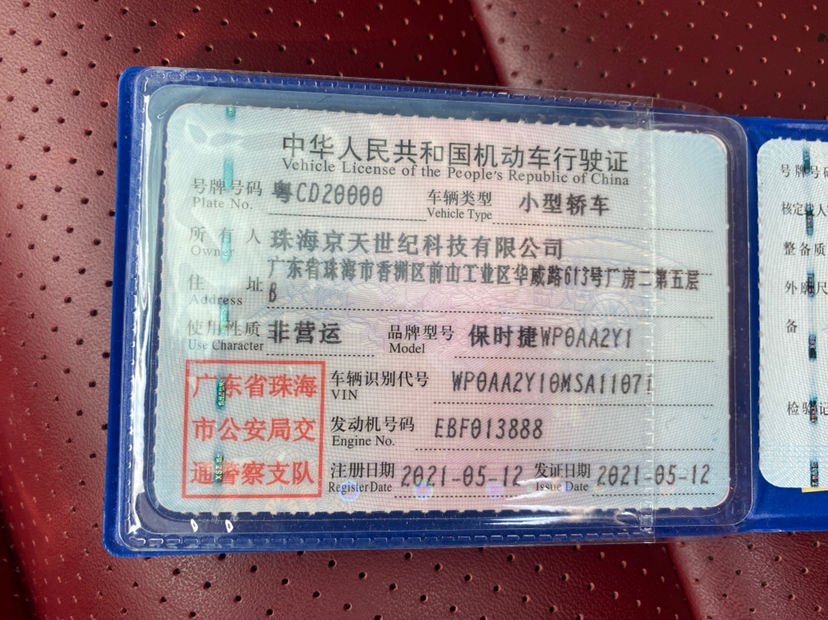 中华人民共和国机动车行驶证
Vehicle License of the People's Republic of China
号牌号码 粤CD20000 车辆类型 小型轿车
Plate No. Vehicle Type
所有人 珠海京天世纪科技有限公司
Owner
住址 广东省珠海市香洲区前山工业区华威路613号厂房二第五层
Address B
使用性质 非营运 品牌型号 保时捷WP0AA2Y1
Use Character Model
广东省珠海
市公安局交
通警察支队
车辆识别代号 WP0AA2Y10MSA11071
VIN
发动机号码 EBF013888
Engine No.
注册日期 2021-05-12 发证日期 2021-05-12
Register Date Issue Date
号牌号码
核定载人
整备质
外廓尺
备
检验记